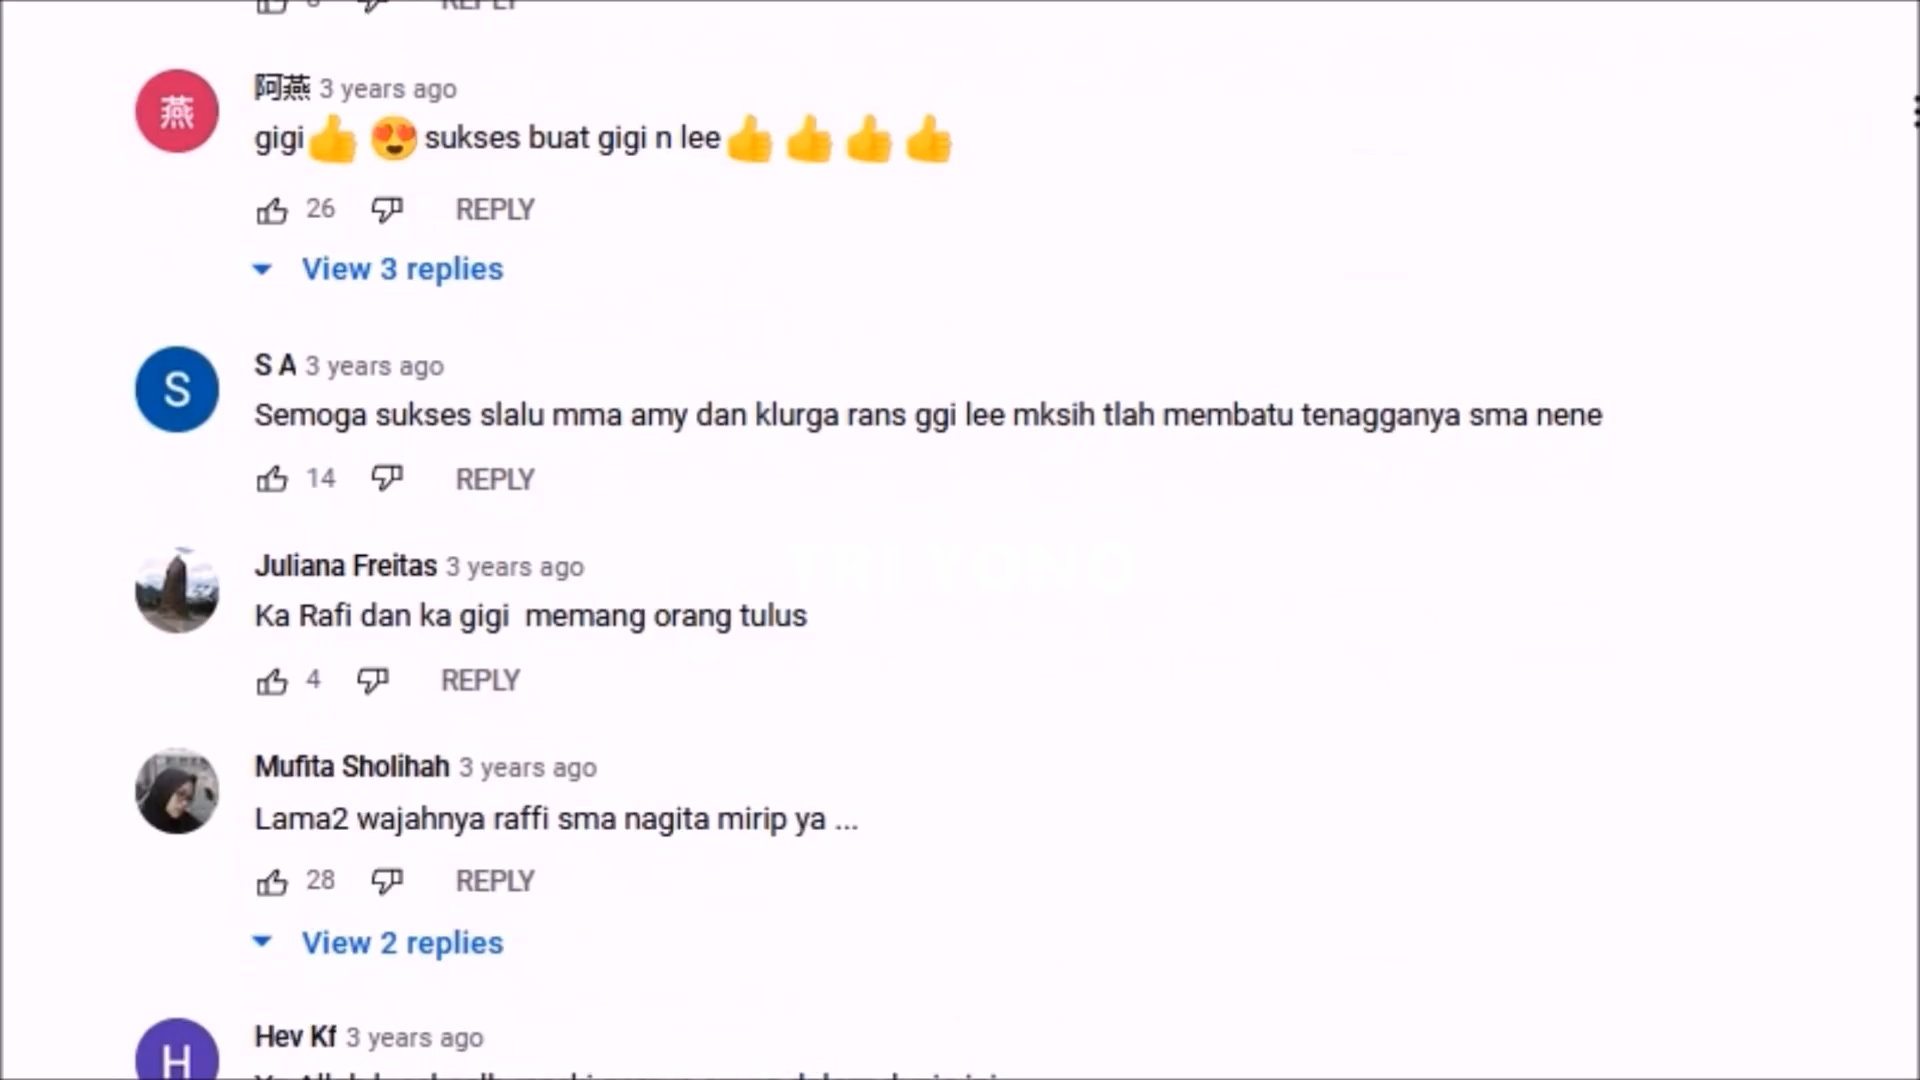 REPLY
燕
阿燕 3 years ago
gigi👍 😍 sukses buat gigi n lee👍 👍 👍 👍
26 REPLY
View 3 replies
S
S A 3 years ago
Semoga sukses slalu mma amy dan klurga rans ggi lee mksih tlah membatu tenagganya sma nene
14 REPLY
Juliana Freitas 3 years ago
Ka Rafi dan ka gigi  memang orang tulus
4 REPLY
Mufita Sholihah 3 years ago
Lama2 wajahnya raffi sma nagita mirip ya ...
28 REPLY
View 2 replies
H
Hev Kf 3 years ago